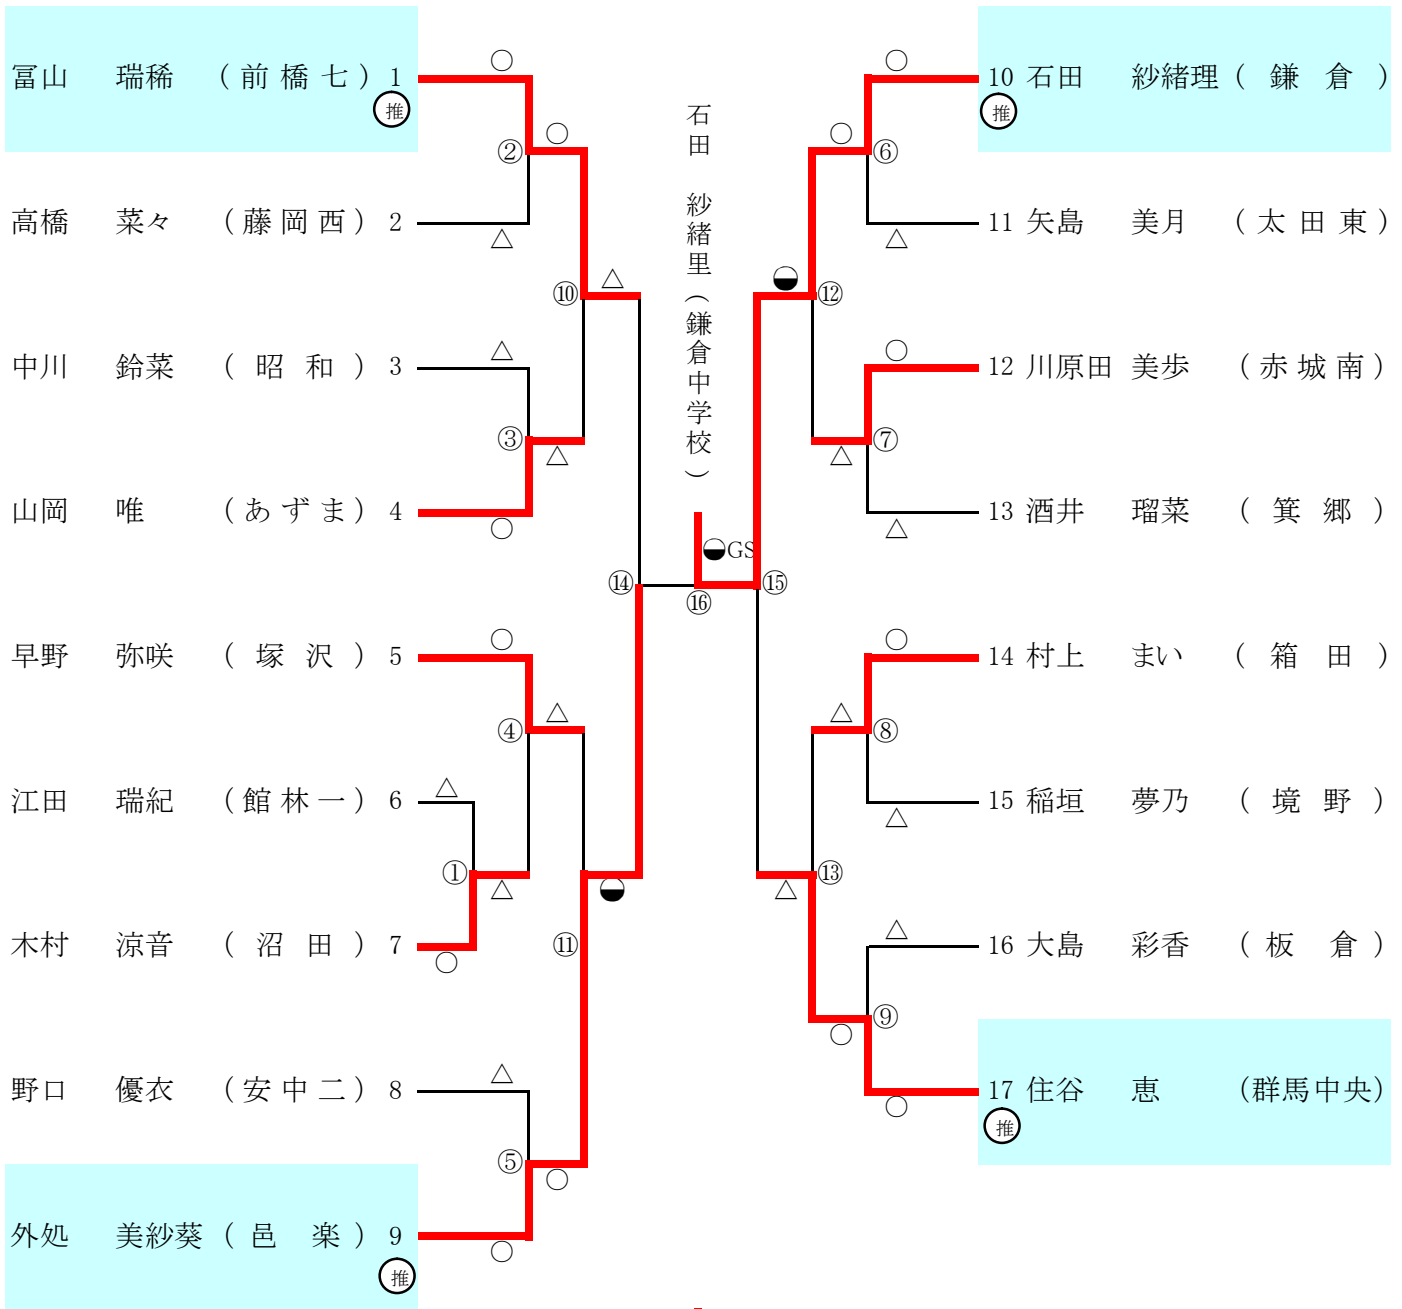 冨山 瑞稀 (前橋七) 1
推
高橋 菜々 (藤岡西) 2
中川 鈴菜 (昭和) 3
山岡 唯 (あずま) 4
早野 弥咲 (塚沢) 5
江田 瑞紀 (館林一) 6
木村 涼音 (沼田) 7
野口 優衣 (安中二) 8
外処 美紗葵 (邑楽) 9
推
②
③
④
①
⑤
⑩
⑪
⑭
石田 紗緒里(鎌倉中学校)
GS
⑯
⑮
⑫
⑬
⑥
⑦
⑧
⑨
10 石田 紗緒理 (鎌倉)
推
11 矢島 美月 (太田東)
12 川原田 美歩 (赤城南)
13 酒井 瑠菜 (箕郷)
14 村上 まい (箱田)
15 稲垣 夢乃 (境野)
16 大島 彩香 (板倉)
17 住谷 恵 (群馬中央)
推